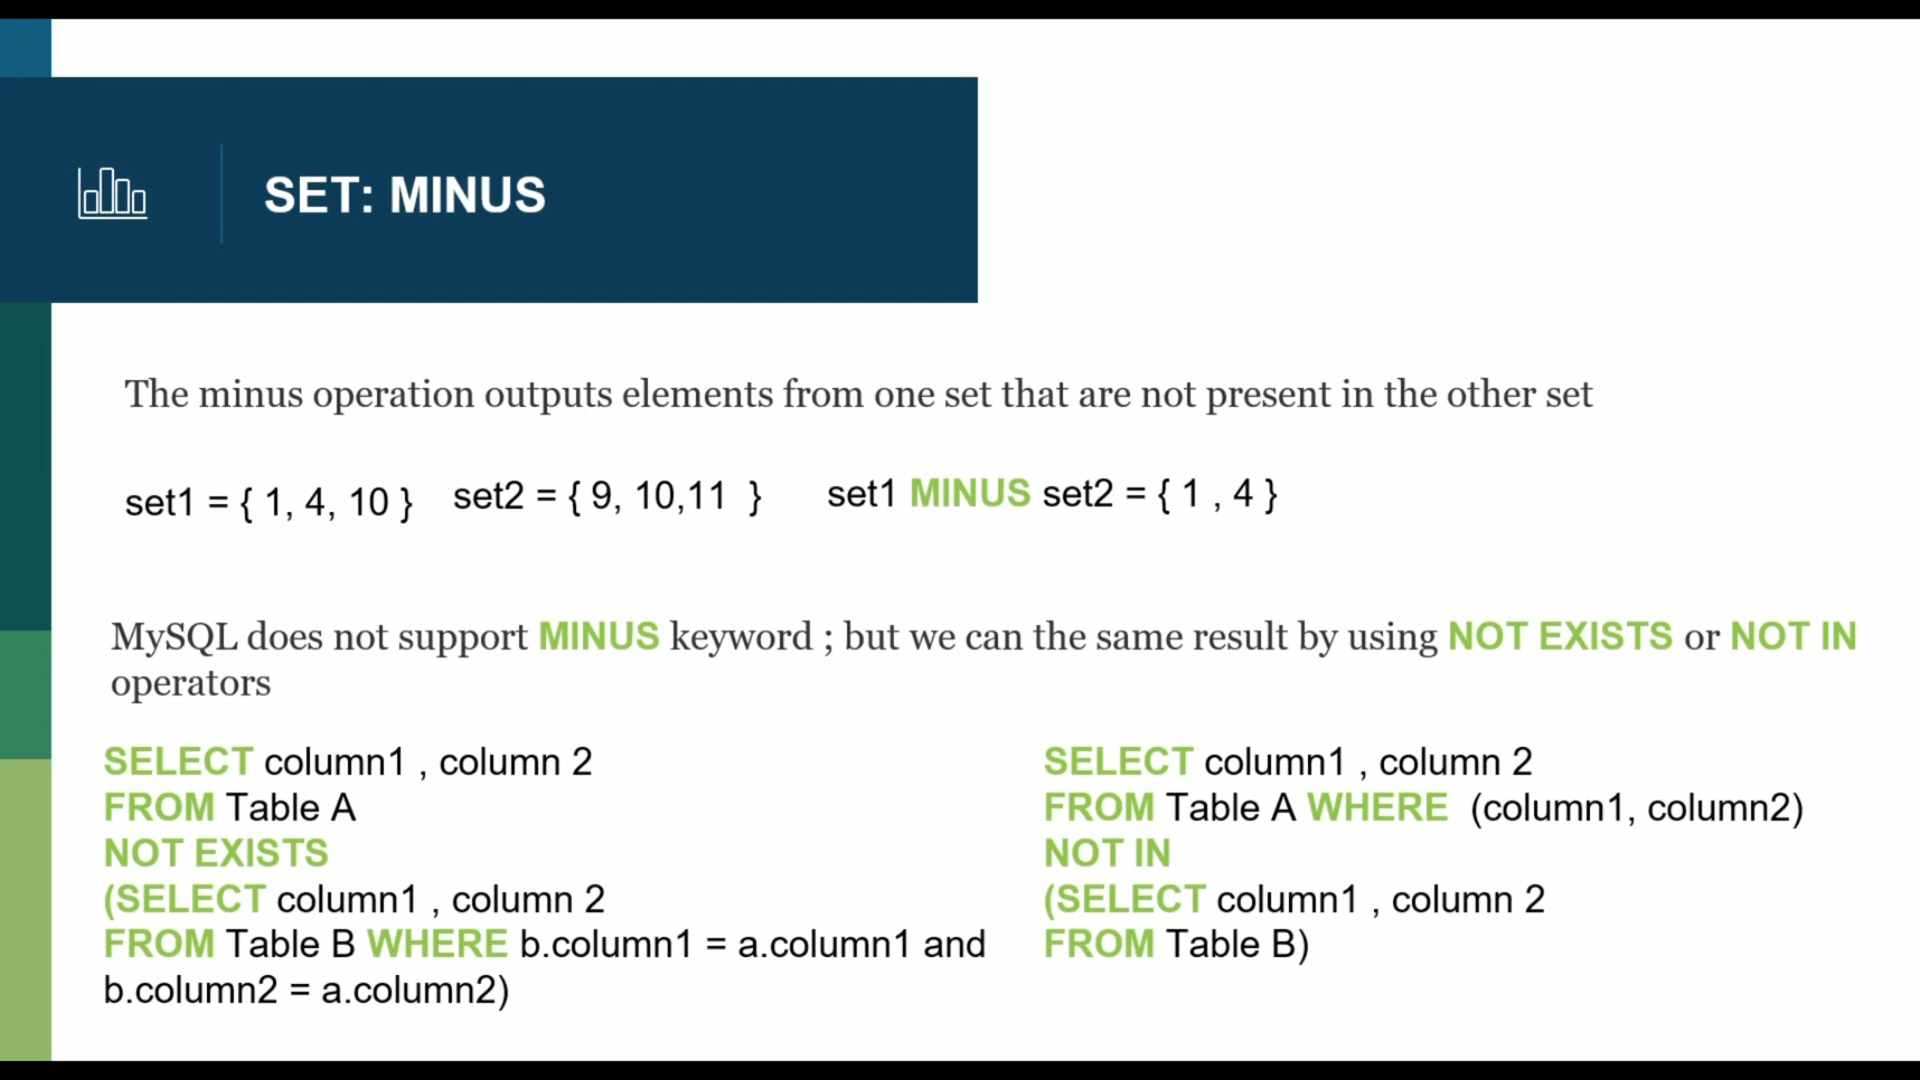 SET: MINUS
The minus operation outputs elements from one set that are not present in the other set
set1 = { 1, 4, 10 } set2 = { 9, 10,11 } set1 MINUS set2 = { 1 , 4 }
MySQL does not support MINUS keyword ; but we can the same result by using NOT EXISTS or NOT IN
operators
SELECT column1 , column 2
FROM Table A
NOT EXISTS
(SELECT column1 , column 2
FROM Table B WHERE b.column1 = a.column1 and
b.column2 = a.column2)
SELECT column1 , column 2
FROM Table A WHERE (column1, column2)
NOT IN
(SELECT column1 , column 2
FROM Table B)